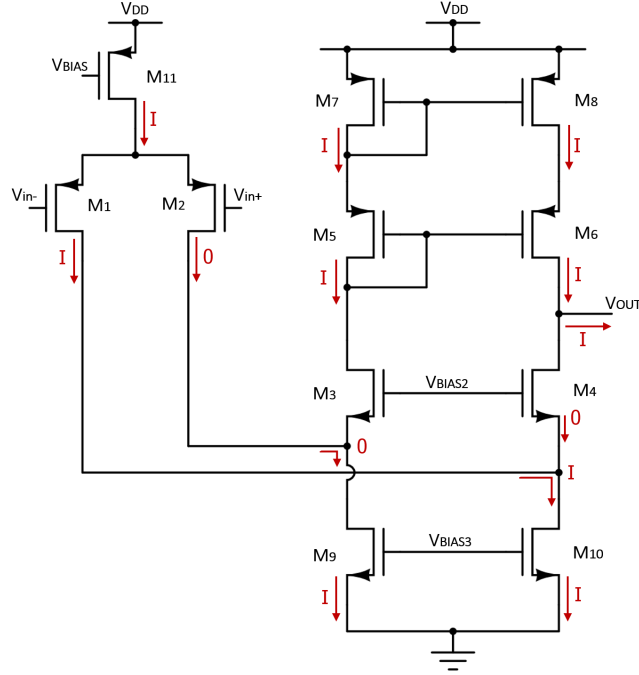 VDD
VDD
VBIAS
M11
I
M7
M8
I
I
Vin-
M1
M2
Vin+
I
0
M5
M6
I
I
VOUT
I
M3
VBIAS2
M4
0
0
I
M9
VBIAS3
M10
I
I